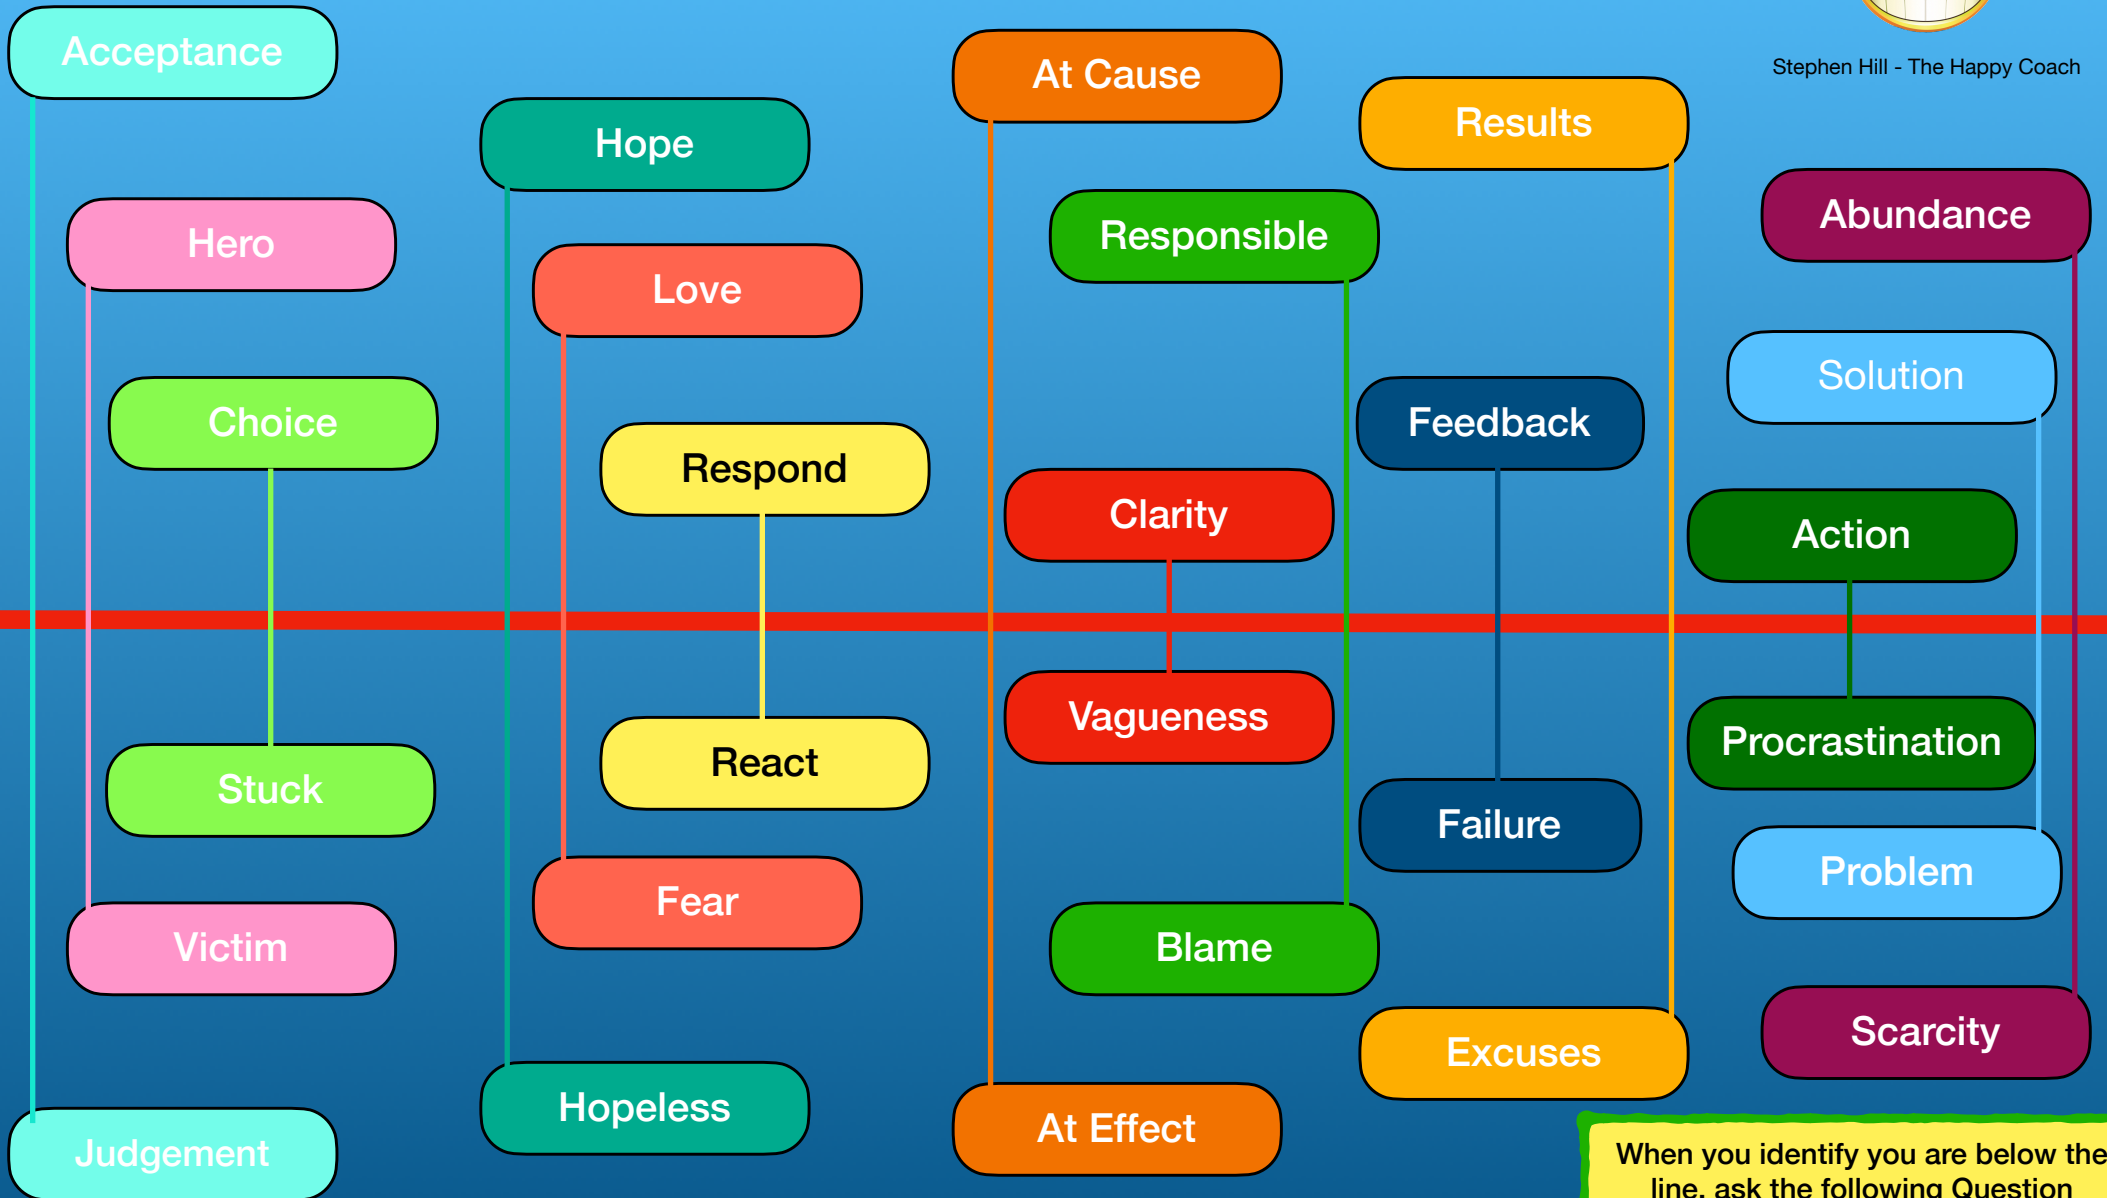 Acceptance
At Cause
Stephen Hill - The Happy Coach
Results
Hope
Abundance
Responsible
Hero
Love
Solution
Choice
Feedback
Respond
Clarity
Action
Vagueness
Procrastination
React
Stuck
Failure
Problem
Fear
Victim
Blame
Scarcity
Excuses
Hopeless
At Effect
Judgement
When you identify you are below the
line, ask the following Question